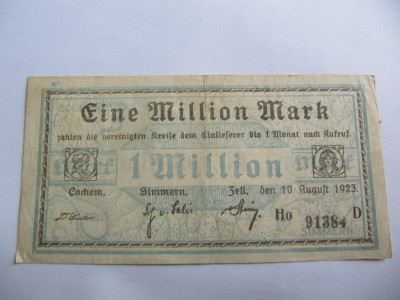 Eine Million Mark
zahlen die vereinigten Kreise dem Einlieferer bis 1 Monat nach Aufruf.
1 Million
Cochem. Simmern. Zell, den 10. August 1923.
Ho 91384 D
SIMMERN